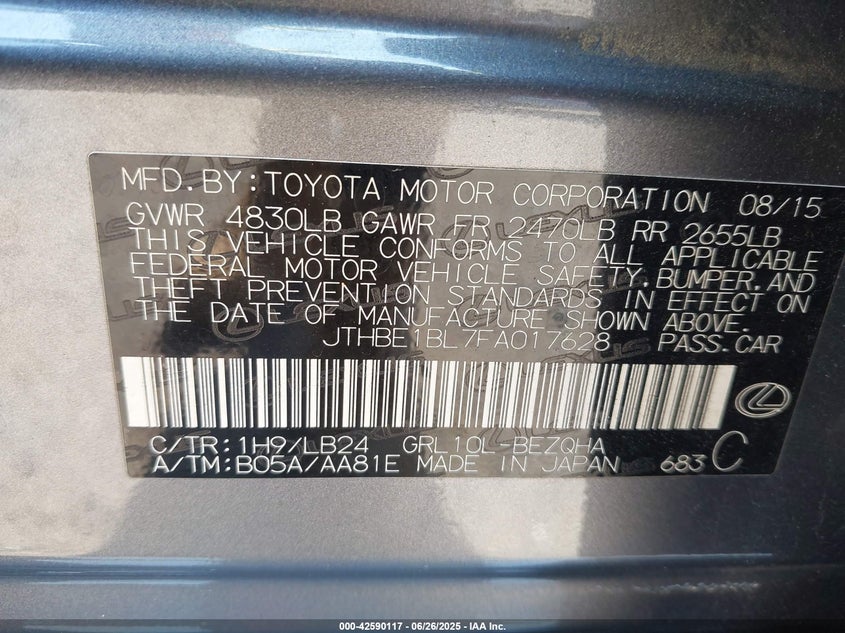 MFD.BY:TOYOTA MOTOR CORPORATION 08/15
GVWR 4830LB GAWR FR 2470LB RR 2655LB
THIS VEHICLE CONFORMS TO ALL APPLICABLE
FEDERAL MOTOR VEHICLE SAFETY.BUMPER.AND
THEFT PREVENTION STANDARDS IN EFFECT ON
THE DATE OF MANUFACTURE SHOWN ABOVE.
JTHBE1BL7FA017628 PASS.CAR
C/TR:1H9/LB24 GRL10L-BEZQHA
A/TM:B05A/AA81E MADE IN JAPAN 683 C
000-42590117 - 06/26/2025 - IAA Inc.